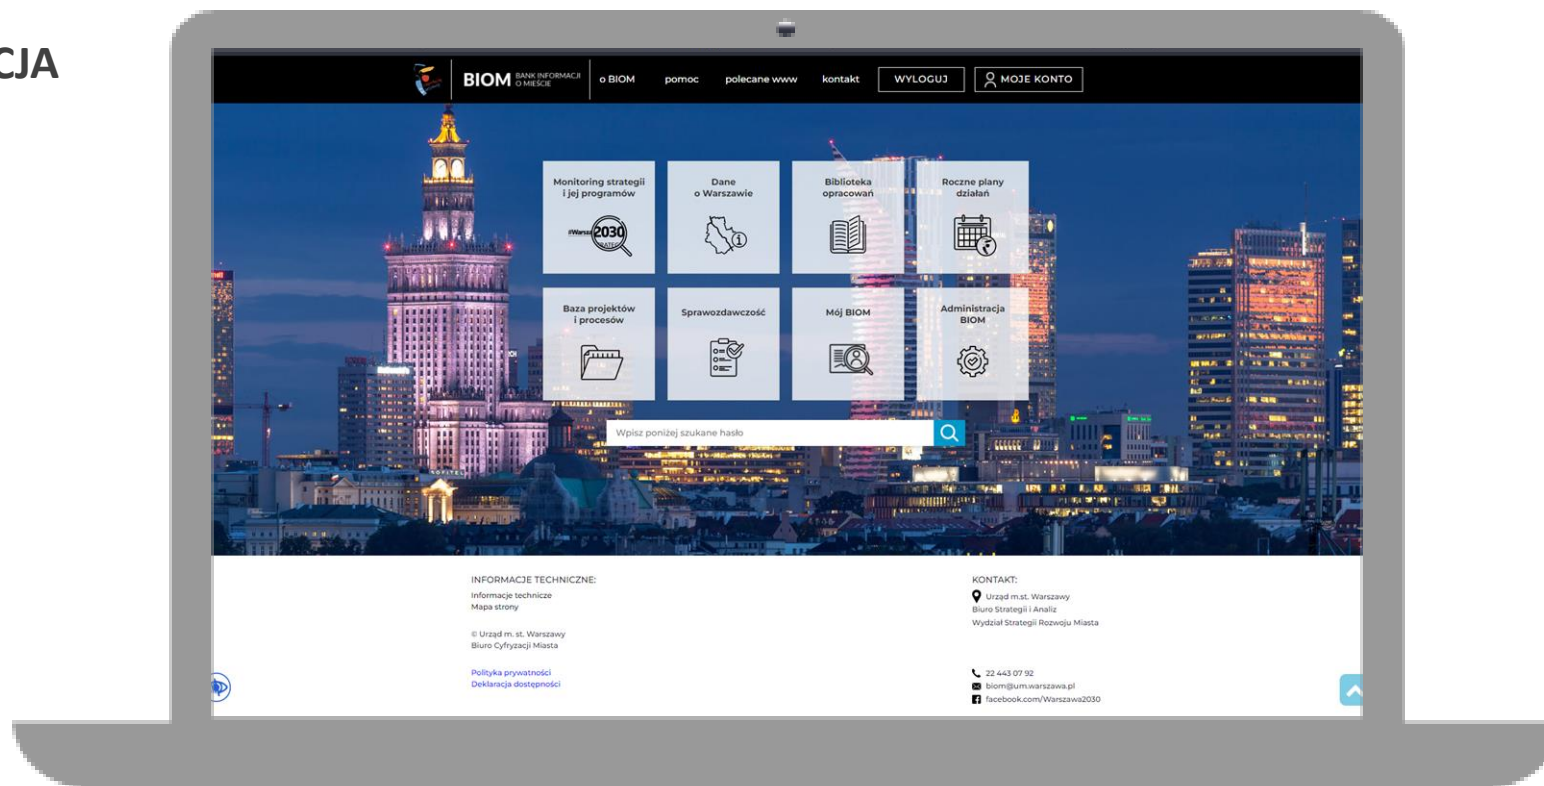 CJA
BIOM BANK INFORMACJI
O MIEŚCIE
o BIOM pomoc polecane www kontakt WYLOGUJ MOJE KONTO
Monitoring strategii
i jej programów
#Warsza 2030
STRATEG
Dane
o Warszawie
Biblioteka
opracowań
Roczne plany
działań
Baza projektów
i procesów
Sprawozdawczość
Mój BIOM
Administracja
BIOM
Wpisz poniżej szukane hasło
SOFITEL
INFORMACJE TECHNICZNE:
Informacje technicze
Mapa strony
© Urząd m. st. Warszawy
Biuro Cyfryzacji Miasta
Polityka prywatności
Deklaracja dostępności
KONTAKT:
Urząd m.st. Warszawy
Biuro Strategii i Analiz
Wydział Strategii Rozwoju Miasta
22 443 07 92
biom@um.warszawa.pl
facebook.com/Warszawa2030